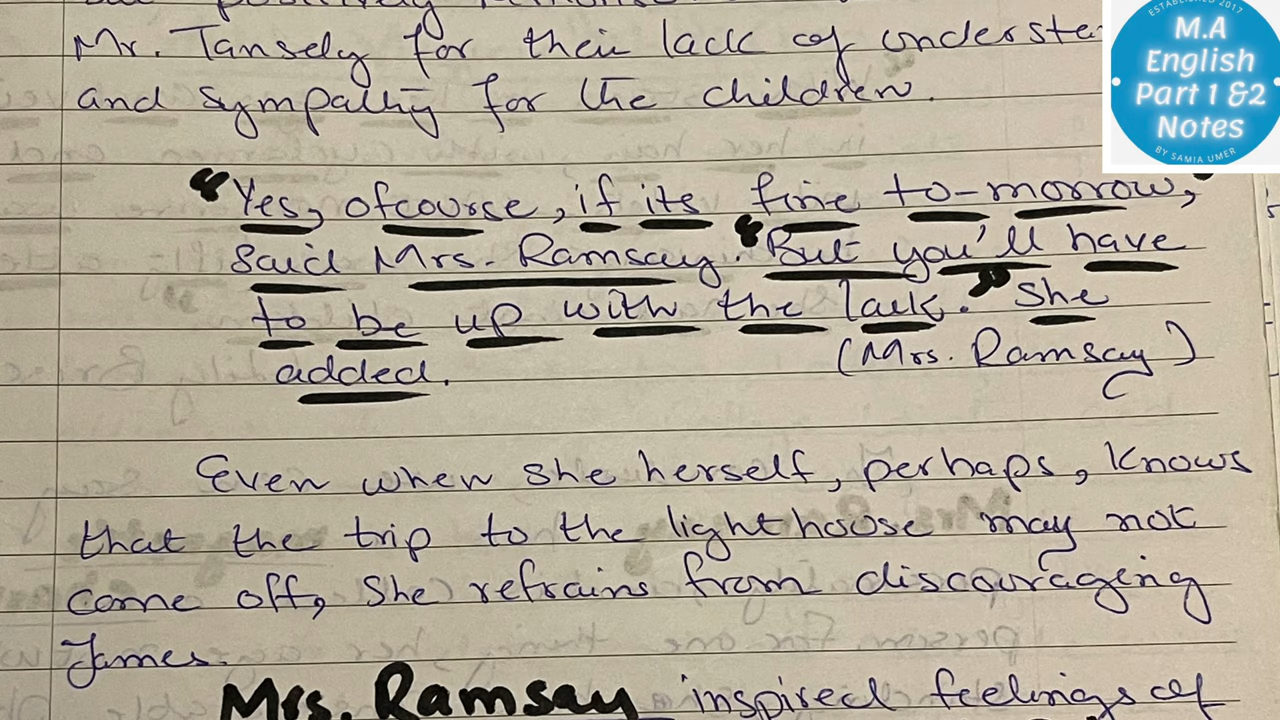 Mr. Tansely for their lack of underste
and sympathy for the children.
"Yes, ofcourse, if its fine to-morrow,"
said Mrs. Ramsay. "But you'll have
to be up with the lark." She
added.
(Mrs. Ramsay)
Even when she herself, perhaps, knows
that the trip to the lighthouse may not
come off, She refrains from discouraging
James.
Mrs. Ramsay inspired feelings of
ESTABLISHED 2017
M.A
English
Part 1 &2
Notes
BY SAMIA UMER